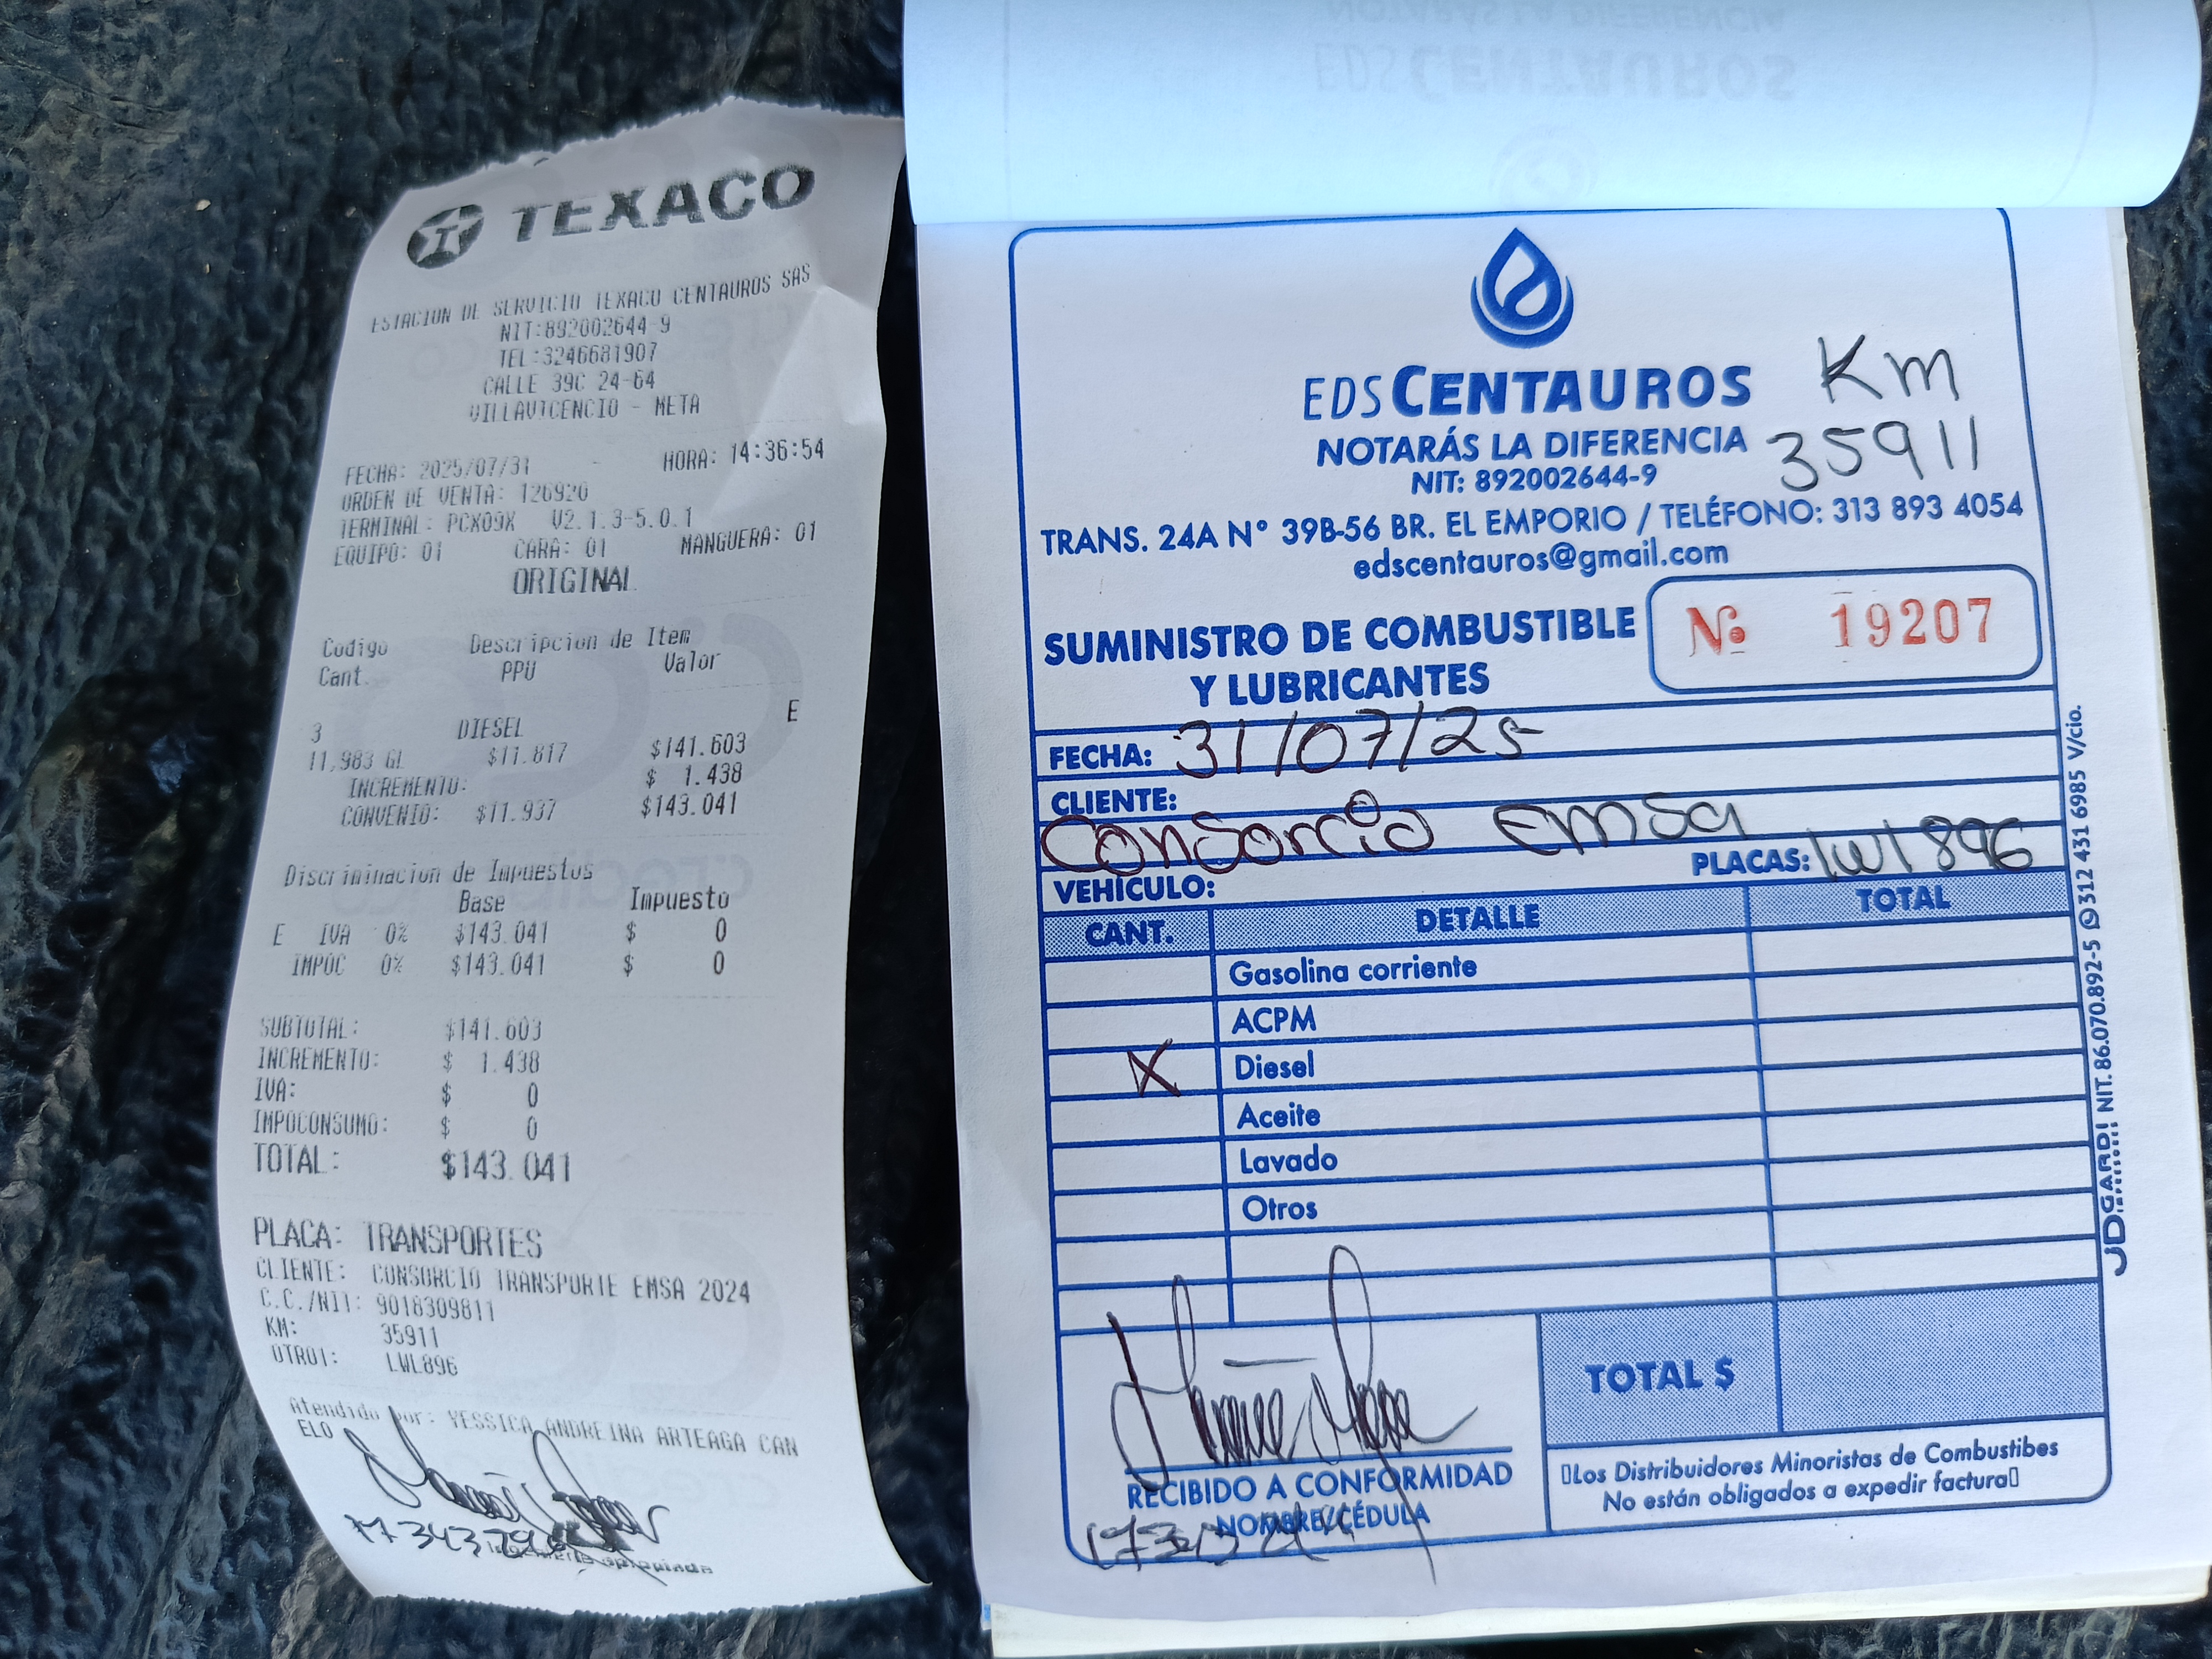 TEXACO
ESTACION DE SERVICIO TEXACO CENTAUROS SAS
NIT:892002644-9
TEL:3246681907
CALLE 39C 24-64
VILLAVICENCIO - META
FECHA: 2025/07/31 - HORA: 14:36:54
ORDEN DE VENTA: 126926
TERMINAL: PCX09X V2.1.3-5.0.1
EQUIPO: 01 CARA: 01 MANGUERA: 01
ORIGINAL
Codigo Descripcion de Item
Cant. PPU Valor
E
3 DIESEL
11,983 GL $11.817 $141.603
INCREMENTO: $ 1.438
CONVENIO: $11.937 $143.041
Discriminacion de Impuestos
Base Impuesto
E IVA 0% $143.041 $ 0
IMPOC 0% $143.041 $ 0
SUBTOTAL: $141.603
INCREMENTO: $ 1.438
IVA: $ 0
IMPOCONSUMO: $ 0
TOTAL: $143.041
PLACA: TRANSPORTES
CLIENTE: CONSORCIO TRANSPORTE EMSA 2024
C.C./NIT: 9018309811
KM: 35911
OTRO1: LWL896
Atendido por: YESSICA ANDREINA ARTEAGA CAN
ELO
EDS CENTAUROS
NOTARÁS LA DIFERENCIA
NIT: 892002644-9
Km
35911
TRANS. 24A N° 39B-56 BR. EL EMPORIO / TELÉFONO: 313 893 4054
edscentauros@gmail.com
SUMINISTRO DE COMBUSTIBLE
Y LUBRICANTES
No. 19207
FECHA: 31/07/25
CLIENTE:
Consorcio Emsa
VEHÍCULO: PLACAS: LWL896
CANT. DETALLE TOTAL
Gasolina corriente
ACPM
X Diesel
Aceite
Lavado
Otros
TOTAL $
RECIBIDO A CONFORMIDAD
NOMBRE/CÉDULA
Los Distribuidores Minoristas de Combustibes
No están obligados a expedir factura
JD GARDI NIT.86.070.892-5 312 431 6985 V/cio.